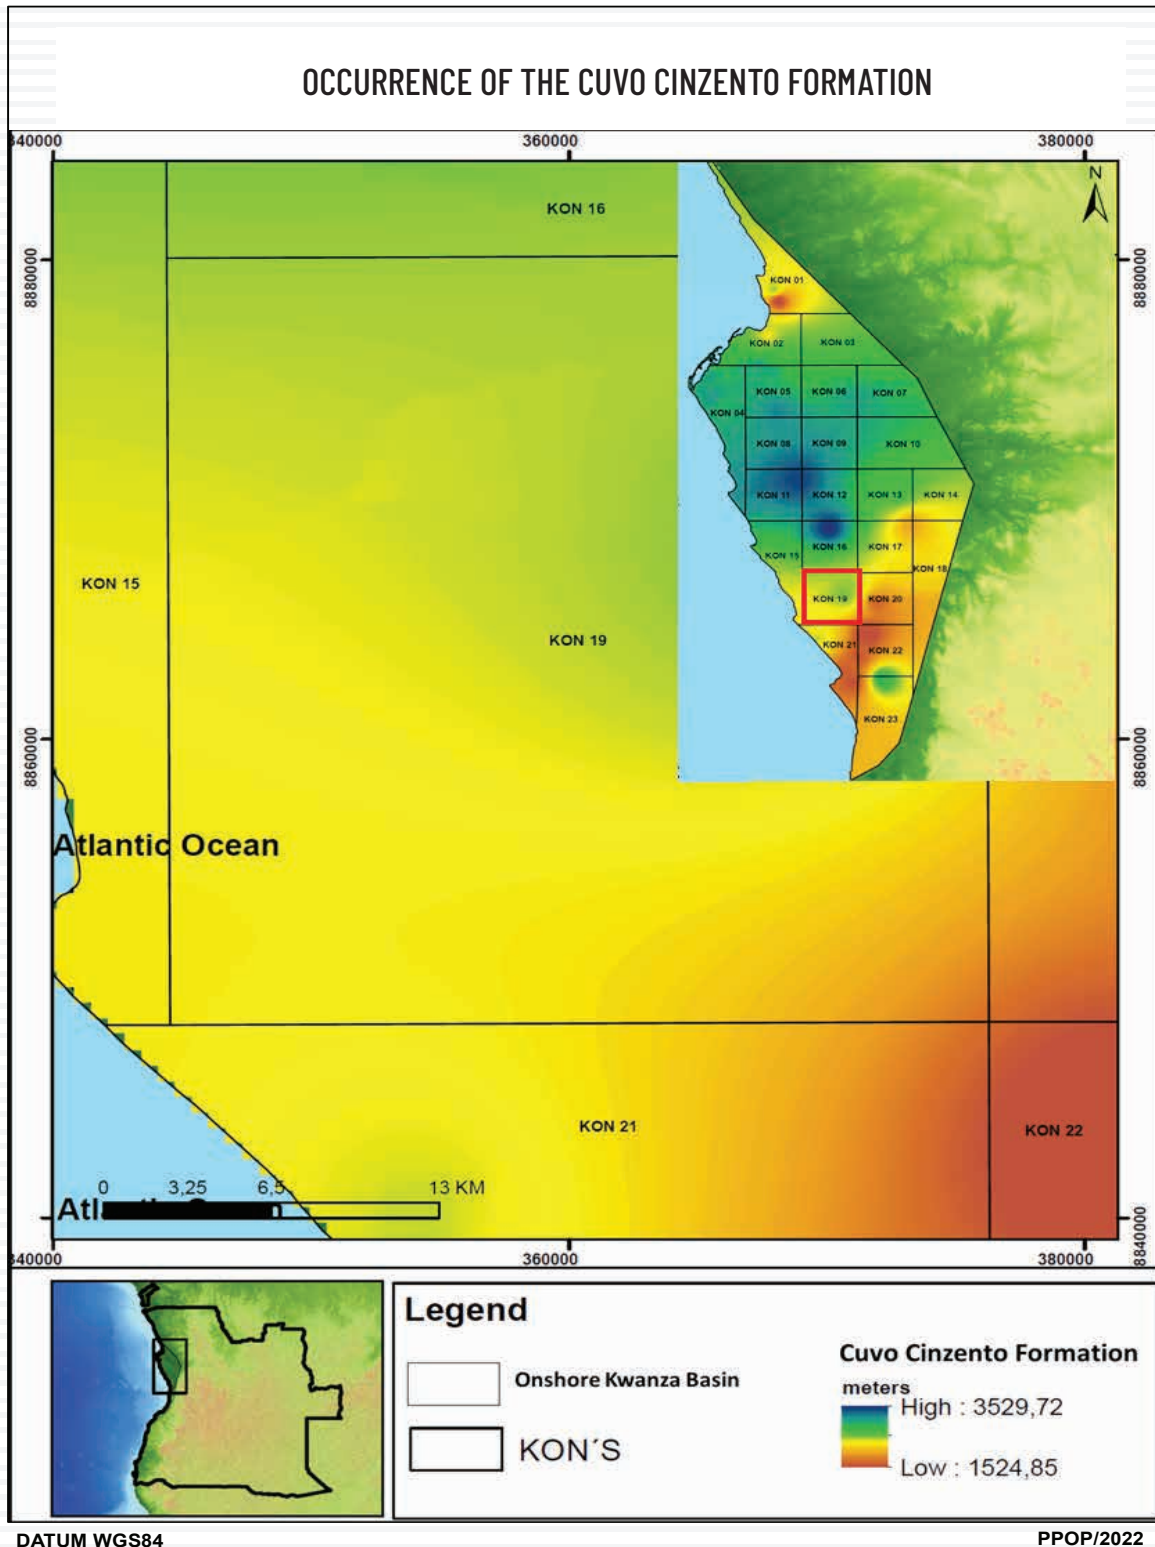 OCCURRENCE OF THE CUVO CINZENTO FORMATION
340000 360000 380000
N
KON 16
8880000 8880000
KON 01
KON 02 KON 03
KON 05 KON 06 KON 07
KON 04
KON 08 KON 09 KON 10
KON 11 KON 12 KON 13 KON 14
KON 15 KON 16 KON 17
KON 18
KON 19 KON 20
KON 21 KON 22
KON 23
KON 15
KON 19
8860000 8860000
Atlantic Ocean
KON 21
KON 22
0 3,25 6,5 13 KM
8840000
340000 360000 380000
Legend
Onshore Kwanza Basin
KON´S
Cuvo Cinzento Formation
meters
High : 3529,72
Low : 1524,85
DATUM WGS84
PPOP/2022